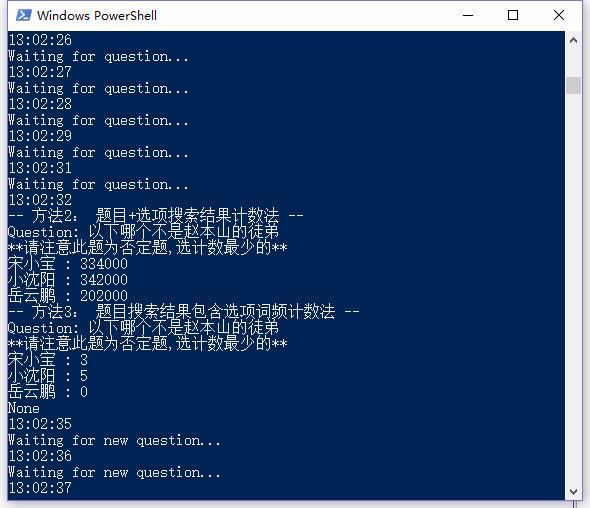 Windows PowerShell
13:02:26
Waiting for question...
13:02:27
Waiting for question...
13:02:28
Waiting for question...
13:02:29
Waiting for question...
13:02:31
Waiting for question...
13:02:32
-- 方法2: 题目+选项搜索结果计数法 --
Question: 以下哪个不是赵本山的徒弟
**请注意此题为否定题,选计数最少的**
宋小宝 : 334000
小沈阳 : 342000
岳云鹏 : 202000
-- 方法3: 题目搜索结果包含选项词频计数法 --
Question: 以下哪个不是赵本山的徒弟
**请注意此题为否定题,选计数最少的**
宋小宝 : 3
小沈阳 : 5
岳云鹏 : 0
None
13:02:35
Waiting for new question...
13:02:36
Waiting for new question...
13:02:37